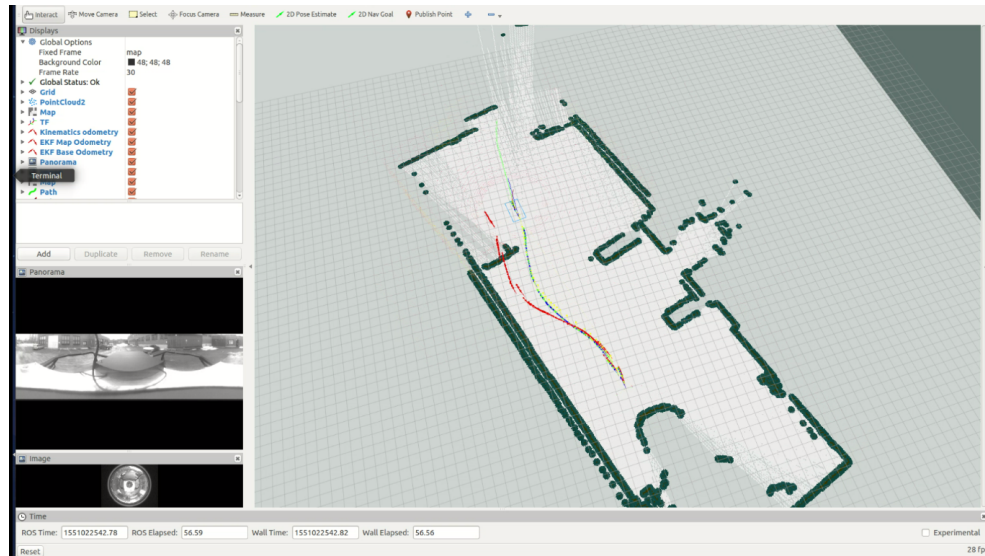 Interact Move Camera Select Focus Camera Measure 2D Pose Estimate 2D Nav Goal Publish Point
Displays
Global Options
Fixed Frame map
Background Color 48; 48; 48
Frame Rate 30
Global Status: Ok
Grid
PointCloud2
Map
TF
Kinematics odometry
EKF Map Odometry
EKF Base Odometry
Panorama
Terminal
Map
Path
Add Duplicate Remove Rename
Panorama
Image
Time
ROS Time: 1551022542.78 ROS Elapsed: 56.59 Wall Time: 1551022542.82 Wall Elapsed: 56.56 Experimental
Reset 28 fp